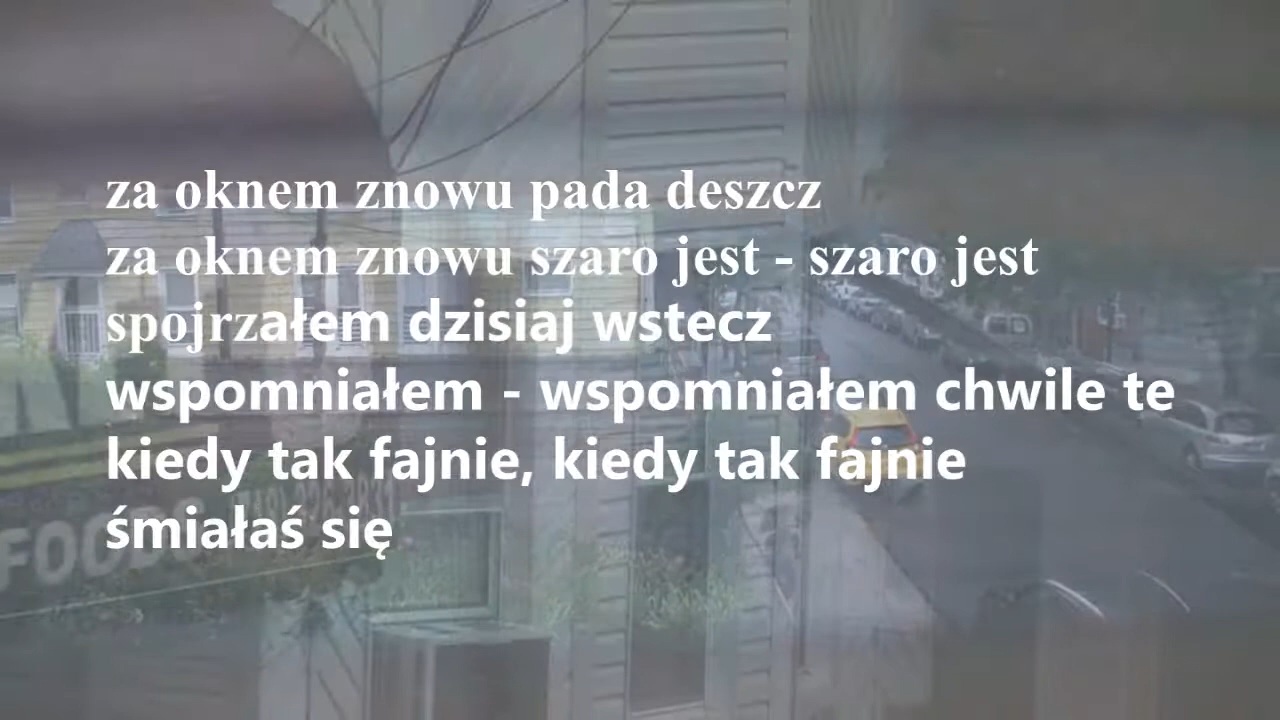 za oknem znowu pada deszcz
za oknem znowu szaro jest - szaro jest
spojrzałem dzisiaj wstecz
wspomniałem - wspomniałem chwile te
kiedy tak fajnie, kiedy tak fajnie
śmiałaś się
FOODS